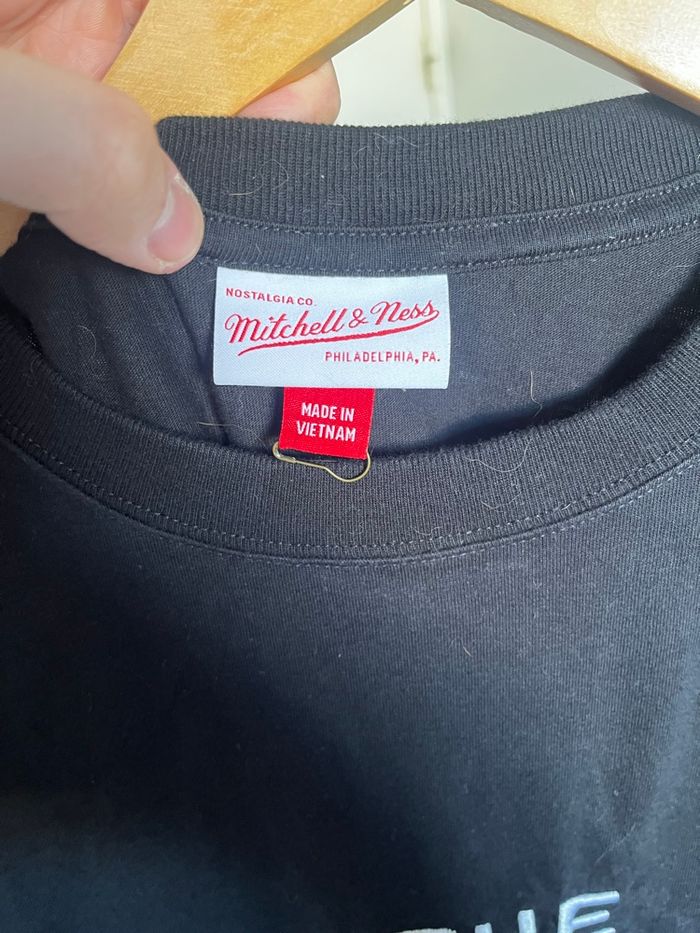 NOSTALGIA CO.
Mitchell & Ness
PHILADELPHIA, PA.
MADE IN
VIETNAM